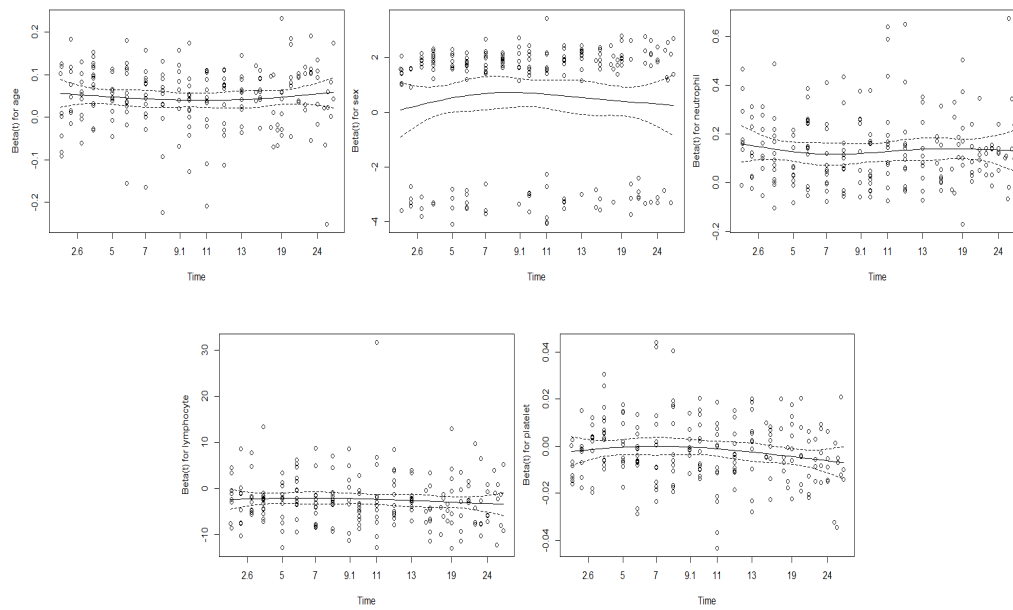 Beta(t) for age
0.2
0.1
0.0
-0.1
-0.2
2.6 5 7 9.1 11 13 19 24
Time
Beta(t) for sex
2
0
-2
-4
2.6 5 7 9.1 11 13 19 24
Time
Beta(t) for neutrophil
0.6
0.4
0.2
0.0
-0.2
2.6 5 7 9.1 11 13 19 24
Time
Beta(t) for lymphocyte
30
20
10
0
-10
2.6 5 7 9.1 11 13 19 24
Time
Beta(t) for platelet
0.04
0.02
0.00
-0.02
-0.04
2.6 5 7 9.1 11 13 19 24
Time